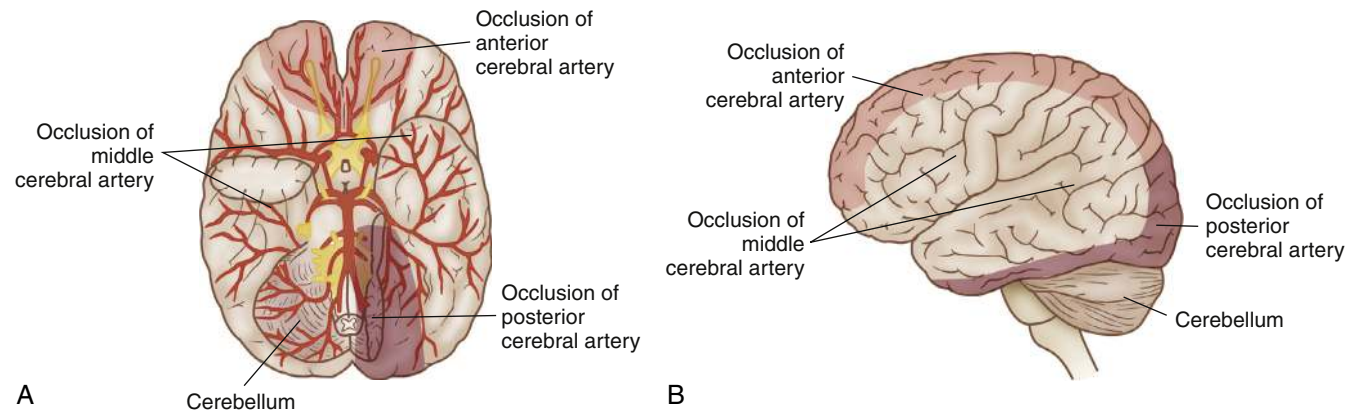 Occlusion of
anterior
cerebral artery
Occlusion of
middle
cerebral artery
Occlusion of
posterior
cerebral artery
Cerebellum
A
Occlusion of
anterior
cerebral artery
Occlusion of
middle
cerebral artery
Occlusion of
posterior
cerebral artery
Cerebellum
B